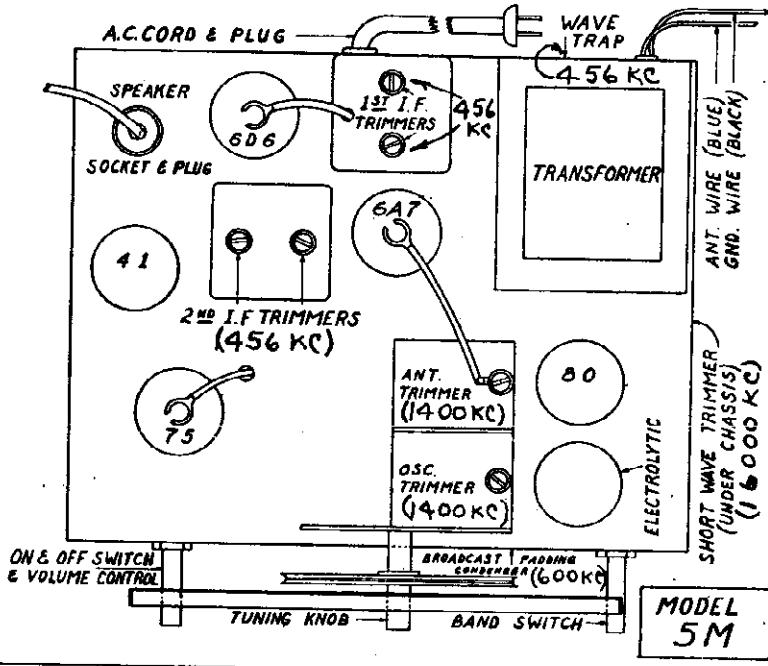 A.C. CORD & PLUG
WAVE
TRAP
456 KC
SPEAKER
SOCKET & PLUG
6D6
1ST I.F.
TRIMMERS
456
KC
TRANSFORMER
ANT. WIRE (BLUE)
GND. WIRE (BLACK)
6A7
41
2ND I.F TRIMMERS
(456 KC)
75
ANT.
TRIMMER
(1400 KC)
80
OSC.
TRIMMER
(1400 KC)
ELECTROLYTIC
SHORT WAVE TRIMMER
(UNDER CHASSIS)
(16000 KC)
ON & OFF SWITCH
& VOLUME CONTROL
BROADCAST PADDING
CONDENSER (600 KC)
TUNING KNOB
BAND SWITCH
MODEL
5M